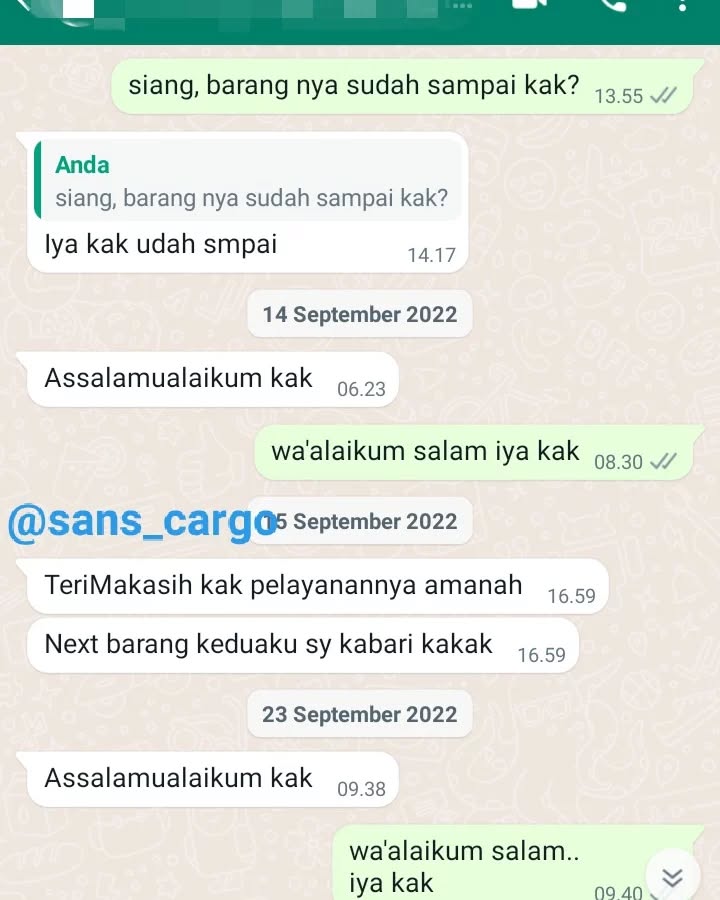 siang, barang nya sudah sampai kak? 13.55
Anda
siang, barang nya sudah sampai kak?
Iya kak udah smpai 14.17
14 September 2022
Assalamualaikum kak 06.23
wa'alaikum salam iya kak 08.30
@sans_cargo
15 September 2022
TeriMakasih kak pelayanannya amanah 16.59
Next barang keduaku sy kabari kakak 16.59
23 September 2022
Assalamualaikum kak 09.38
wa'alaikum salam..
iya kak 09.40